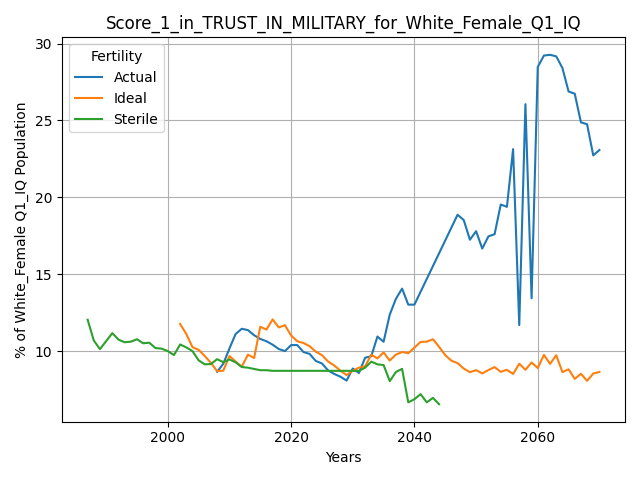 Score_1_in_TRUST_IN_MILITARY_for_White_Female_Q1_IQ
% of White_Female Q1_IQ Population
30
25
20
15
10
Fertility
Actual
Ideal
Sterile
2000
2020
2040
2060
Years